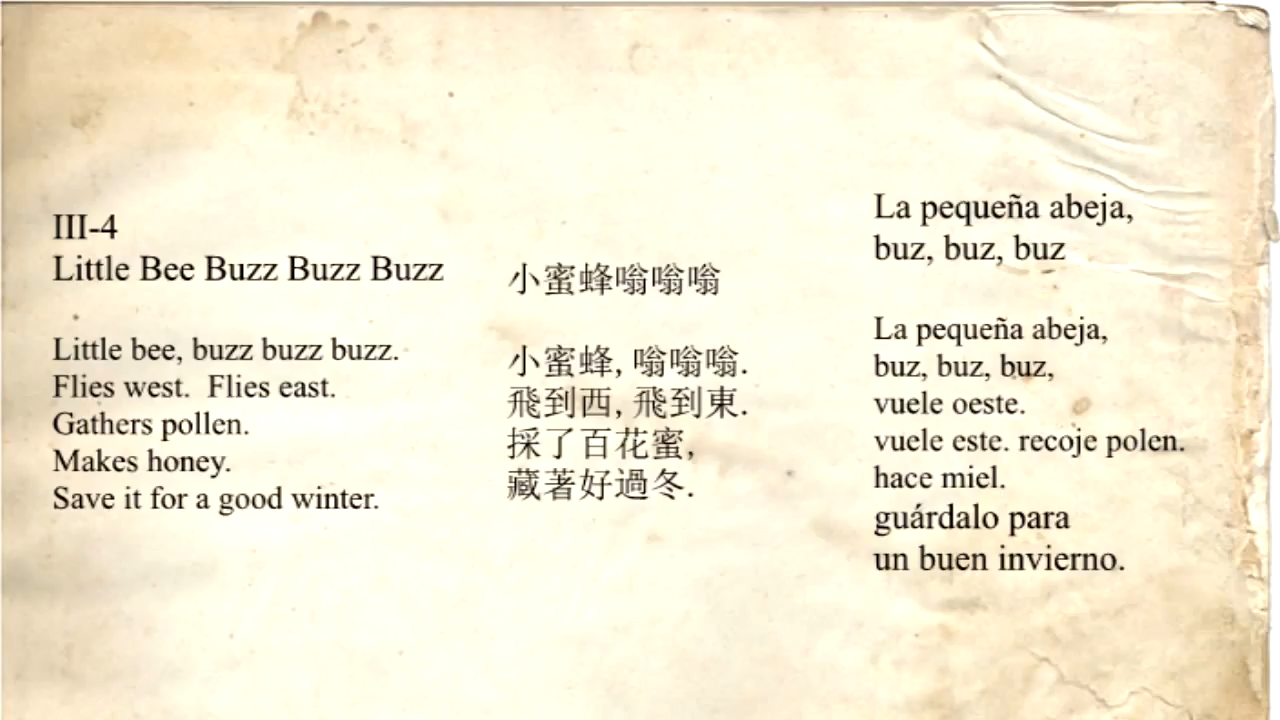 III-4
Little Bee Buzz Buzz Buzz
Little bee, buzz buzz buzz.
Flies west.  Flies east.
Gathers pollen.
Makes honey.
Save it for a good winter.
小蜜蜂嗡嗡嗡
小蜜蜂, 嗡嗡嗡.
飛到西, 飛到東.
採了百花蜜,
藏著好過冬.
La pequeña abeja,
buz, buz, buz
La pequeña abeja,
buz, buz, buz,
vuele oeste.
vuele este. recoje polen.
hace miel.
guárdalo para
un buen invierno.